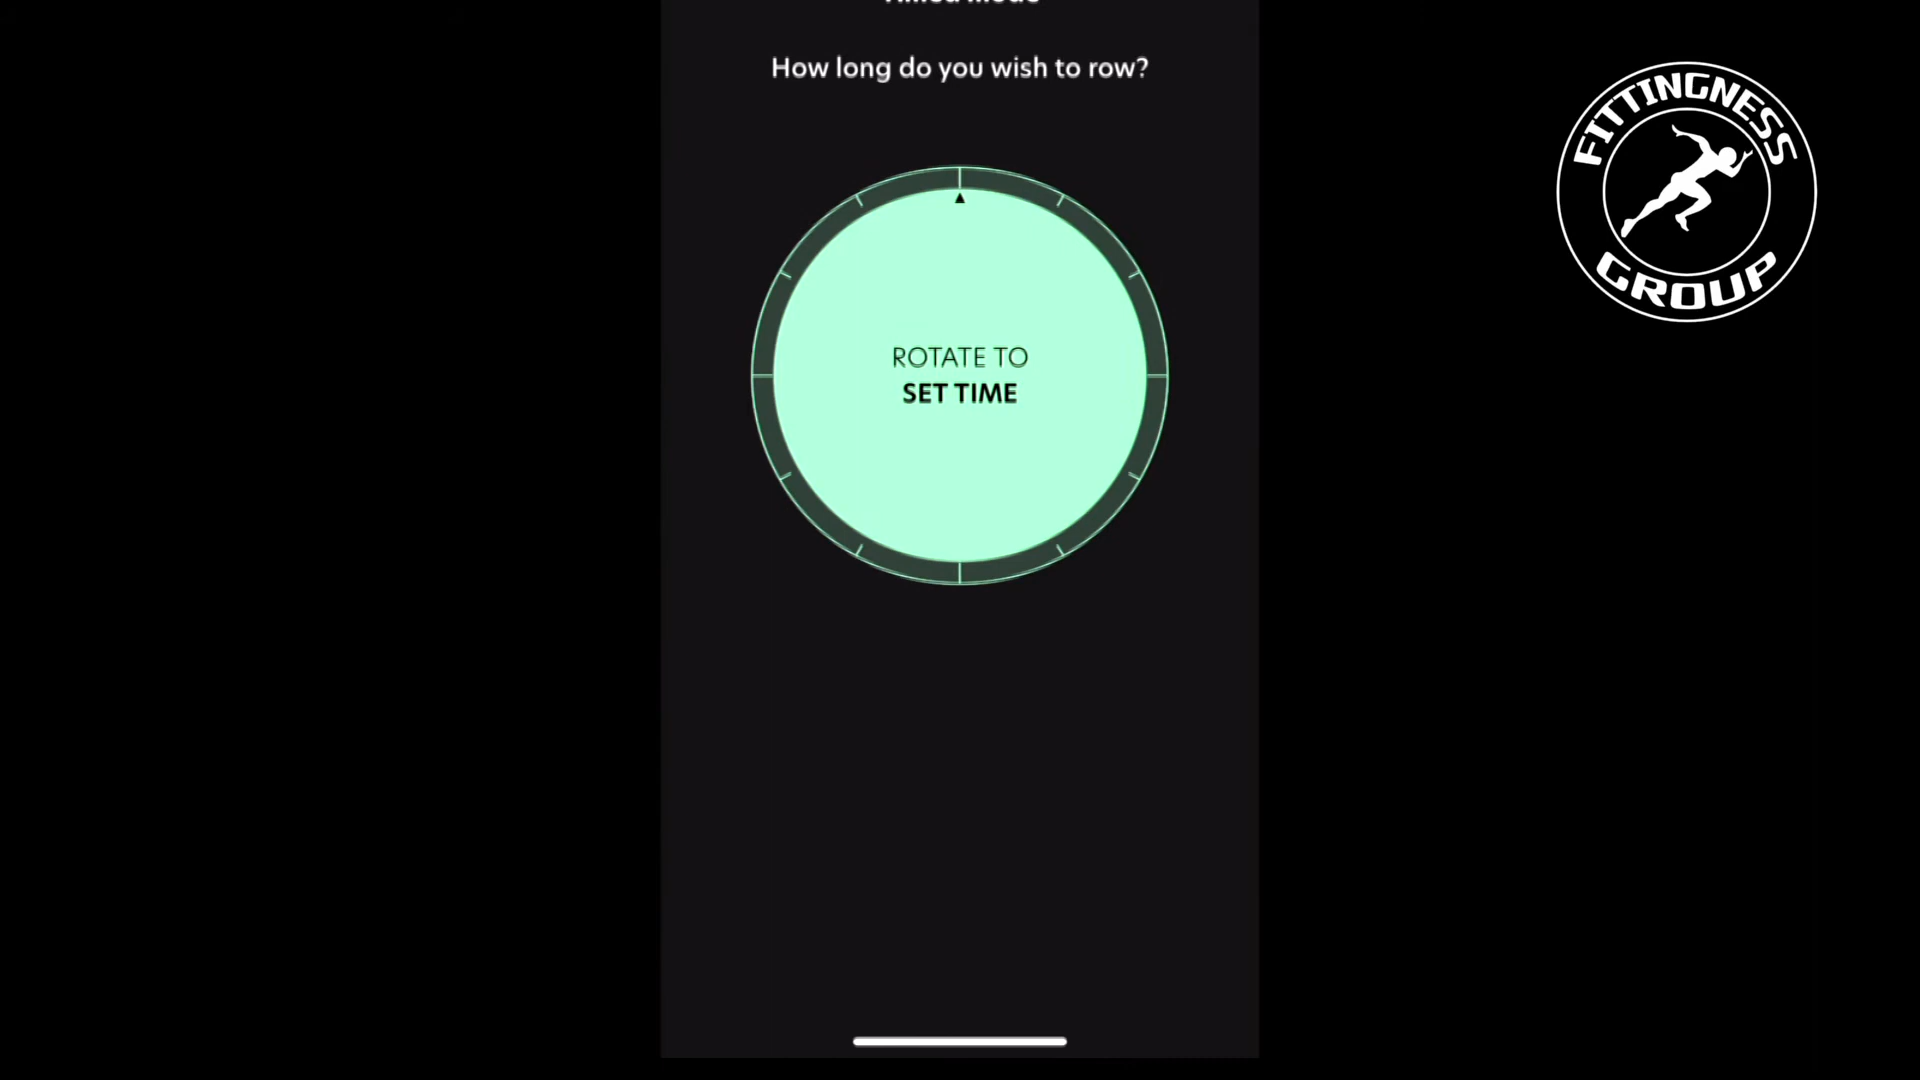 How long do you wish to row?
ROTATE TO
SET TIME
FITTINGNESS
GROUP